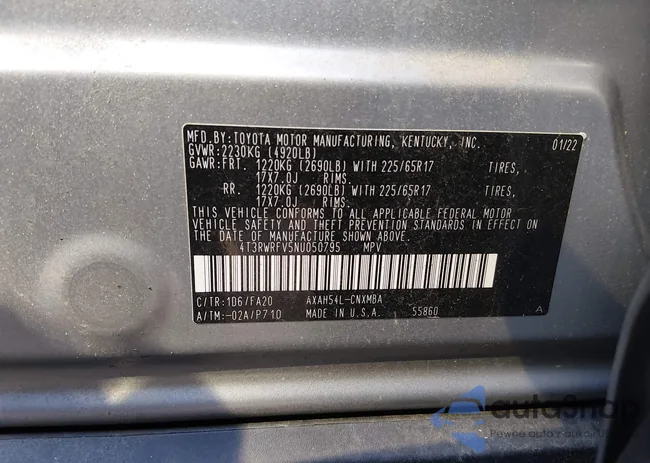 MFD.BY:TOYOTA MOTOR MANUFACTURING, KENTUCKY, INC. 01/22
GVWR:2230KG (4920LB)
GAWR:FRT. 1220KG (2690LB) WITH 225/65R17 TIRES,
17X7.0J RIMS.
RR. 1220KG (2690LB) WITH 225/65R17 TIRES,
17X7.0J RIMS.
THIS VEHICLE CONFORMS TO ALL APPLICABLE FEDERAL MOTOR
VEHICLE SAFETY AND THEFT PREVENTION STANDARDS IN EFFECT ON
THE DATE OF MANUFACTURE SHOWN ABOVE.
4T3RWRFV5NU050795 MPV
C/TR:1D6/FA20 AXAH54L-CNXMBA
A/TM:-02A/P710 MADE IN U.S.A. 55860 A
autoSnap
Pewne auto z aukcji